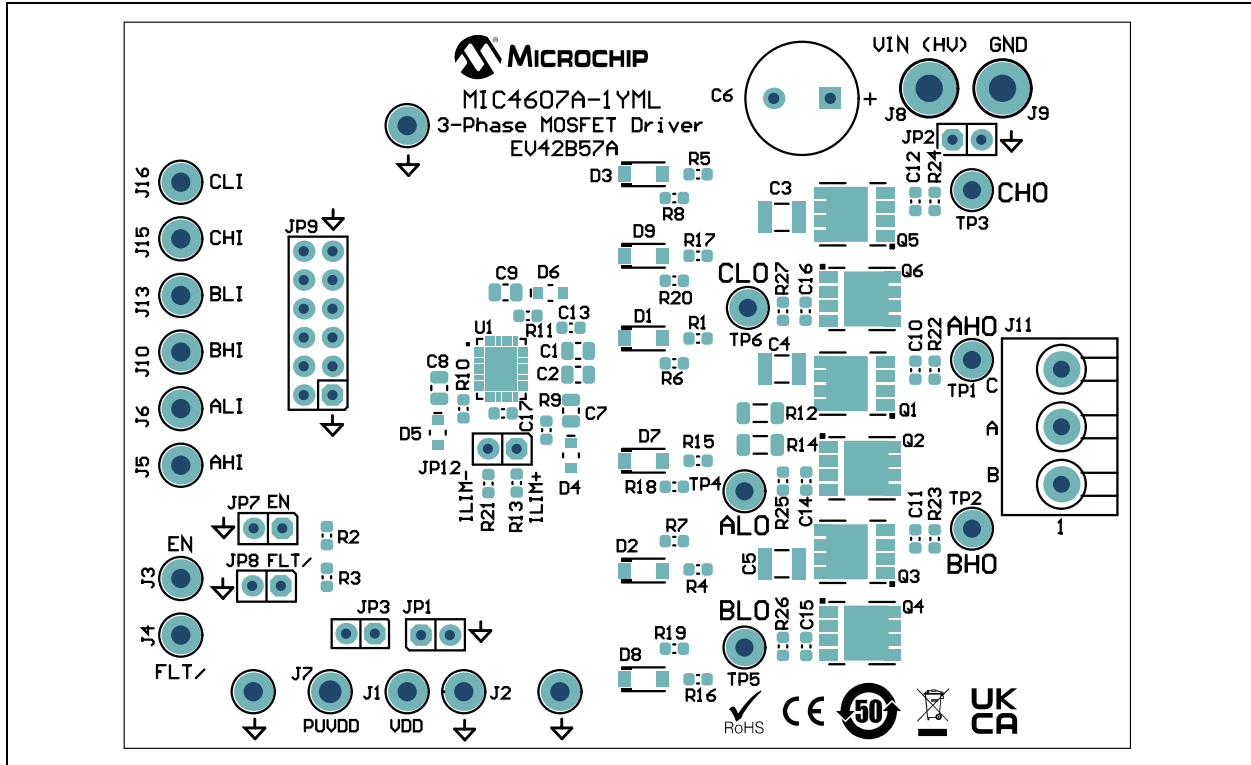 MICROCHIP
MIC4607A-1YML
3-Phase MOSFET Driver
EV42B57A
VIN (HV)
GND
C6
+
J8
J9
JP2
J16
CLI
J15
CHI
J13
BLI
J10
BHI
J6
ALI
J5
AHI
JP9
D3
R5
R8
C3
C12
R24
CHO
TP3
Q5
D9
R17
R20
CLO
TP6
R27
C16
Q6
C9
D6
R11
C13
U1
C1
C2
C8
R10
D5
C17
R9
C7
D4
JP12
ILIM-
R21
R13
ILIM+
D1
R1
R6
C4
C10
R22
AHO
TP1
J11
C
A
B
1
Q1
R12
R14
D7
R15
R18
TP4
ALO
R25
C14
Q2
C11
R23
TP2
BHO
D2
R7
R4
C5
Q3
JP7 EN
R2
JP8 FLT/
R3
EN
J3
J4
FLT/
JP3
JP1
R19
D8
R16
BLO
TP5
R26
C15
Q4
J7
PUVDD
J1
VDD
J2
RoHS
CE
50
UK
CA